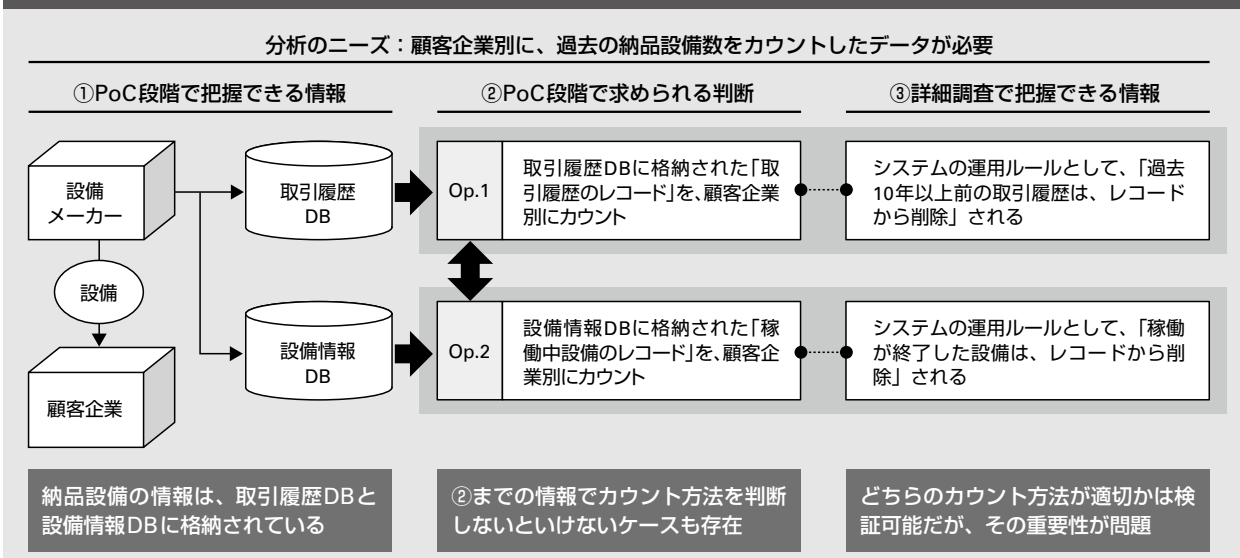 分析のニーズ：顧客企業別に、過去の納品設備数をカウントしたデータが必要
①PoC段階で把握できる情報
設備
メーカー
設備
顧客企業
取引履歴
DB
設備情報
DB
②PoC段階で求められる判断
Op.1
取引履歴DBに格納された「取
引履歴のレコード」を、顧客企業
別にカウント
Op.2
設備情報DBに格納された「稼
働中設備のレコード」を、顧客企
業別にカウント
③詳細調査で把握できる情報
システムの運用ルールとして、「過去
10年以上前の取引履歴は、レコード
から削除」される
システムの運用ルールとして、「稼働
が終了した設備は、レコードから削
除」される
納品設備の情報は、取引履歴DBと
設備情報DBに格納されている
②までの情報でカウント方法を判断
しないといけないケースも存在
どちらのカウント方法が適切かは検
証可能だが、その重要性が問題